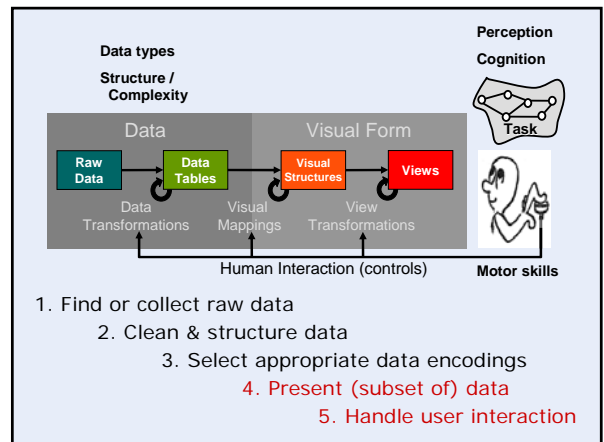 Data types
Structure /
Complexity
Perception
Cognition
Task
Data
Visual Form
Raw
Data
Data
Tables
Visual
Structures
Views
Data
Transformations
Visual
Mappings
View
Transformations
Human Interaction (controls)
Motor skills
1. Find or collect raw data
2. Clean & structure data
3. Select appropriate data encodings
4. Present (subset of) data
5. Handle user interaction